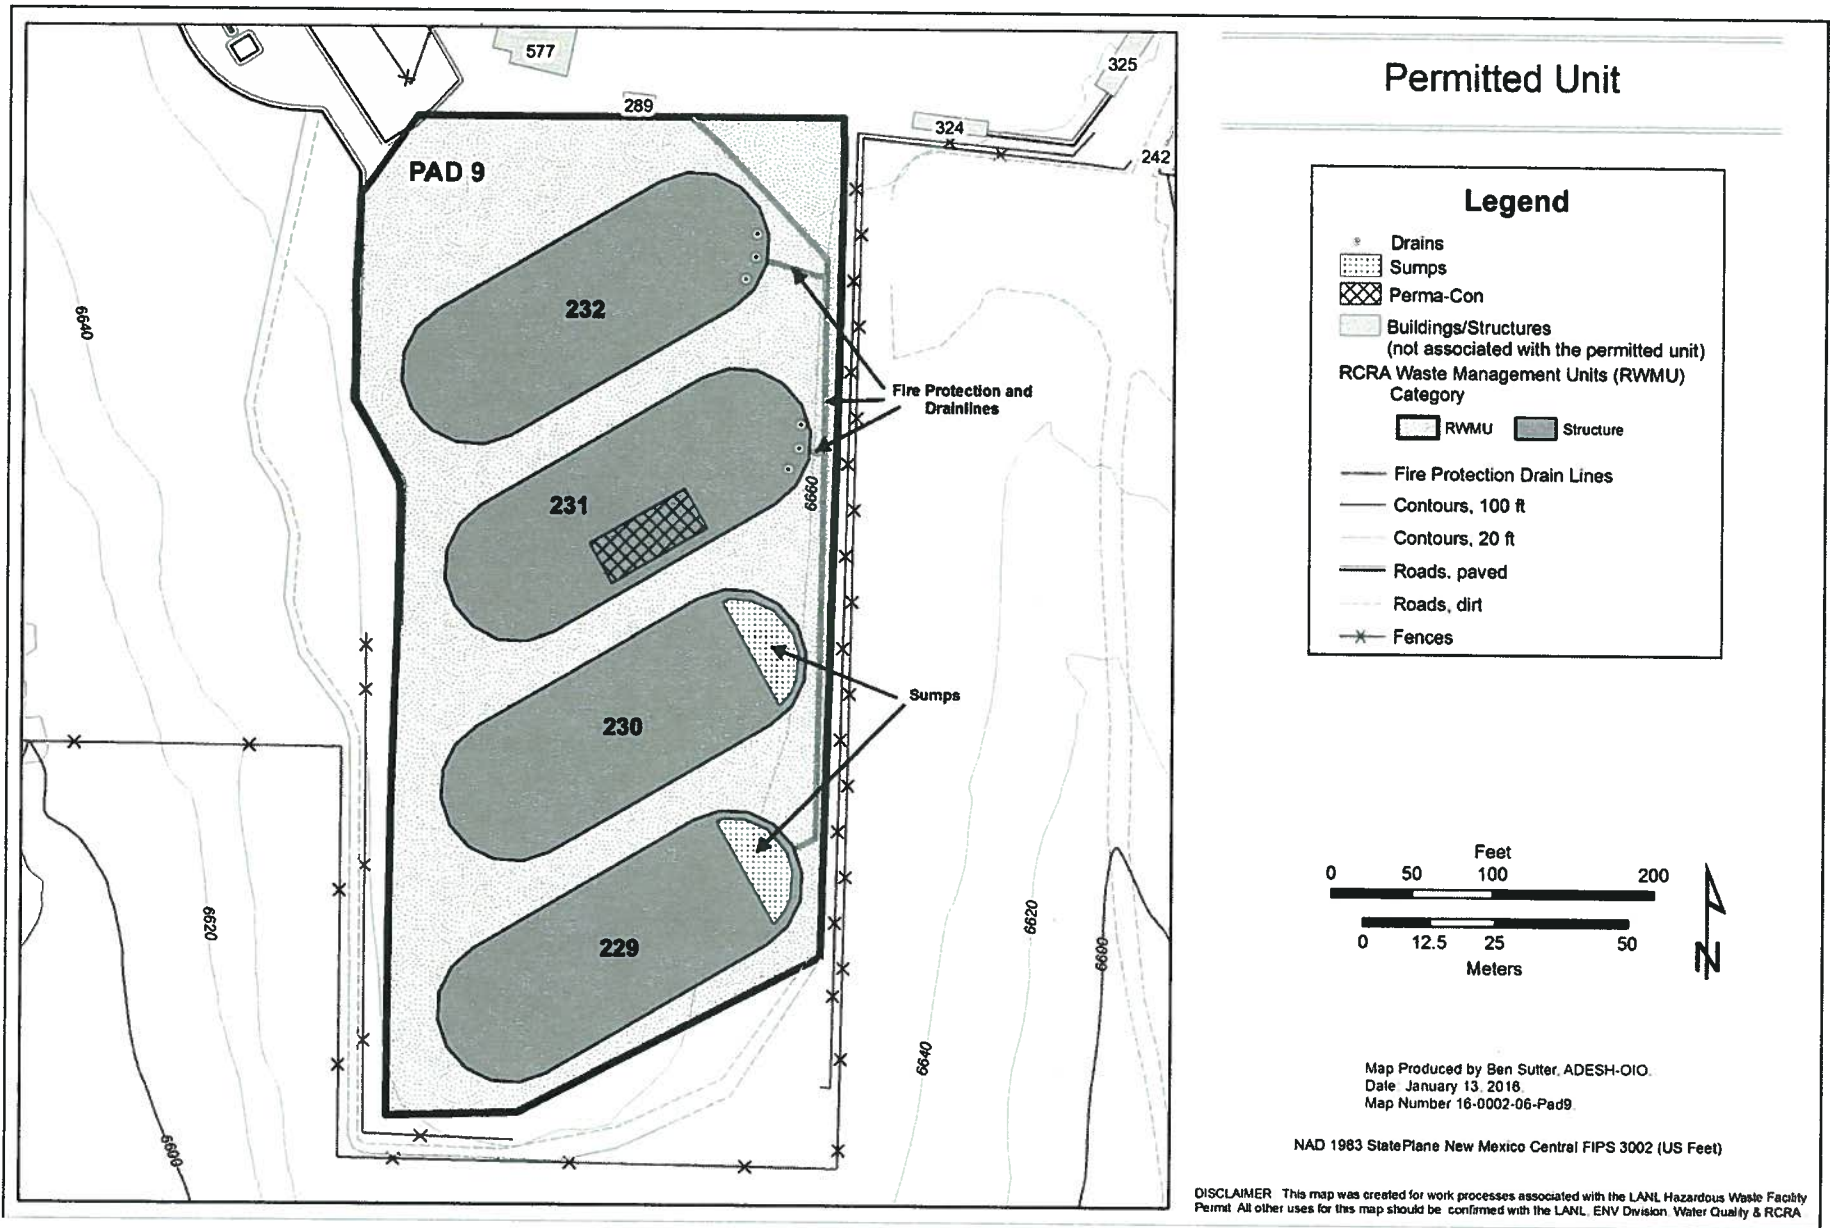 577
325
289
324
242
PAD 9
232
6640
Fire Protection and
Drainlines
231
6660
Sumps
230
229
6620
6620
6600
6640
6600
Permitted Unit
Legend
Drains
Sumps
Perma-Con
Buildings/Structures
(not associated with the permitted unit)
RCRA Waste Management Units (RWMU)
Category
RWMU Structure
Fire Protection Drain Lines
Contours, 100 ft
Contours, 20 ft
Roads, paved
Roads, dirt
Fences
Feet
0 50 100 200
0 12.5 25 50
Meters
N
Map Produced by Ben Sutter, ADESH-OIO.
Date: January 13, 2016.
Map Number 16-0002-06-Pad9.
NAD 1983 StatePlane New Mexico Central FIPS 3002 (US Feet)
DISCLAIMER This map was created for work processes associated with the LANL Hazardous Waste Facility
Permit. All other uses for this map should be confirmed with the LANL, ENV Division, Water Quality & RCRA